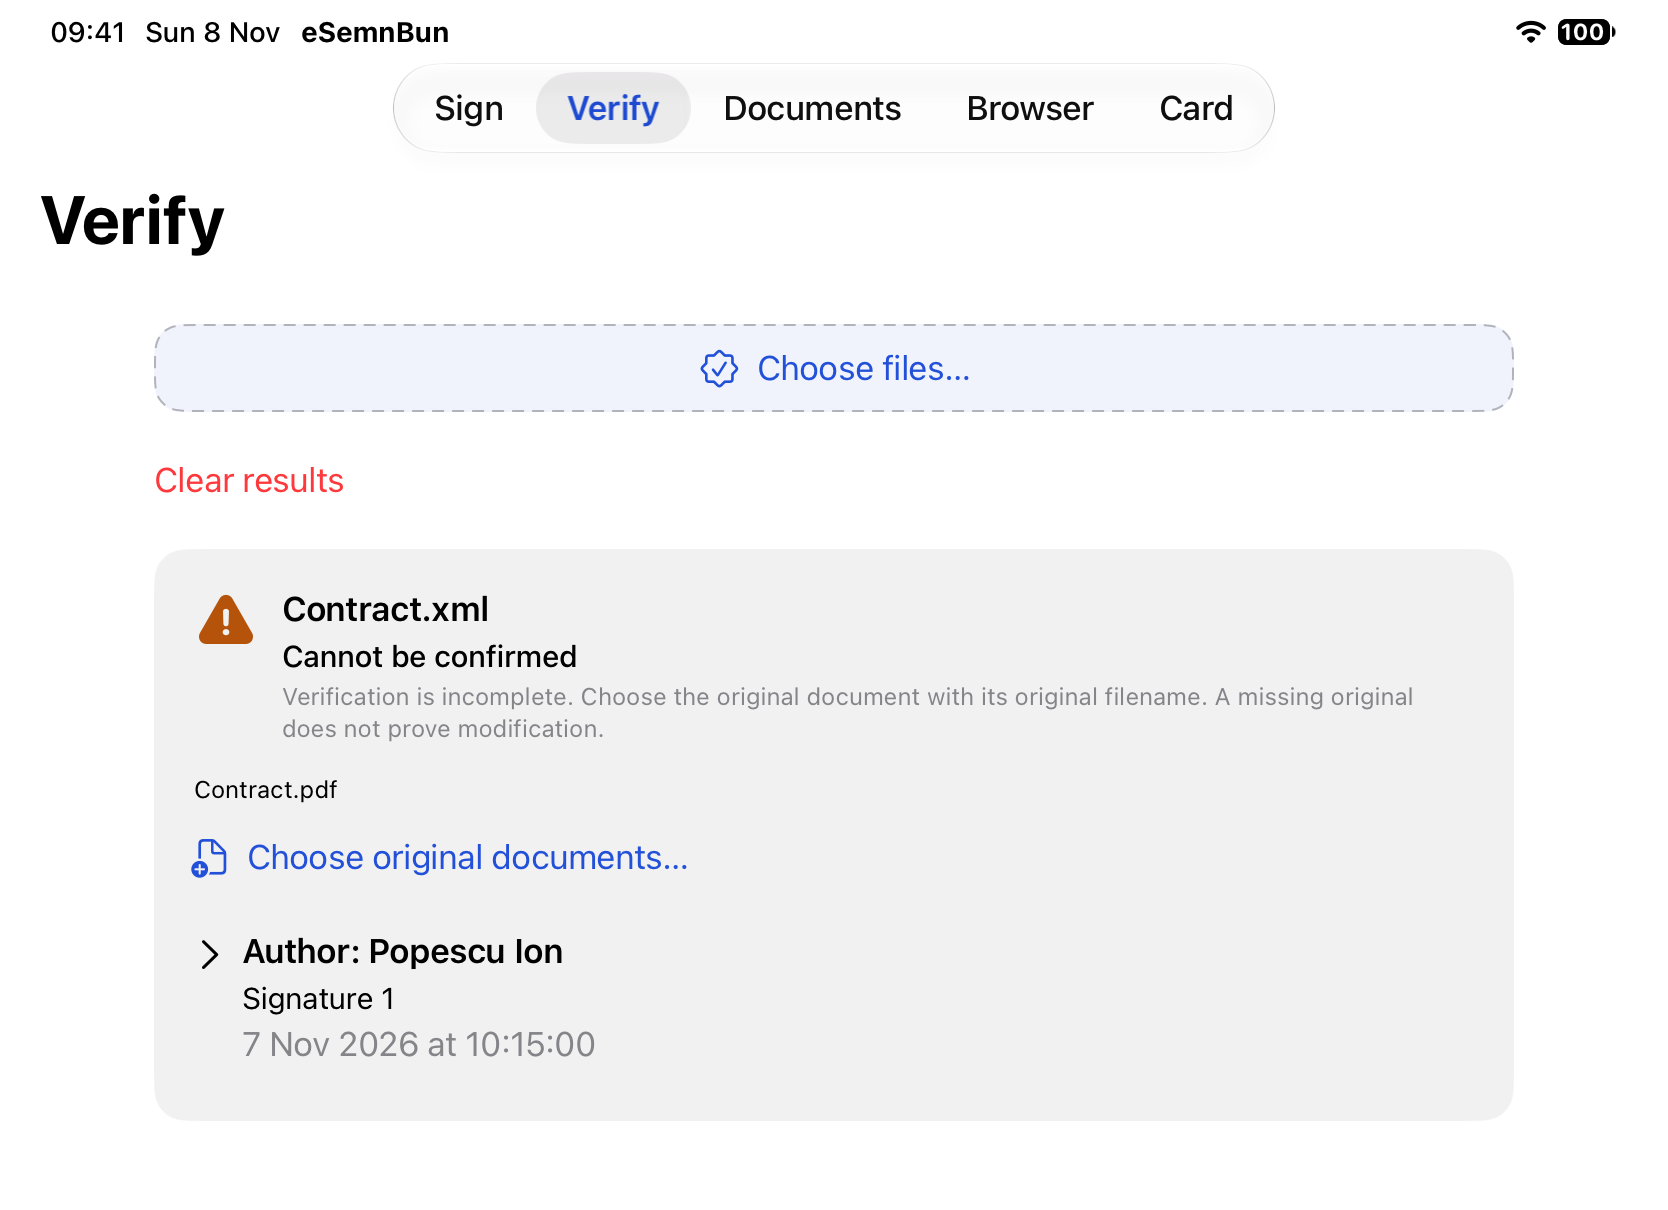 09:41 Sun 8 Nov eSemnBun 100
Sign Verify Documents Browser Card
Verify
Choose files...
Clear results
Contract.xml
Cannot be confirmed
Verification is incomplete. Choose the original document with its original filename. A missing original
does not prove modification.
Contract.pdf
Choose original documents...
Author: Popescu Ion
Signature 1
7 Nov 2026 at 10:15:00